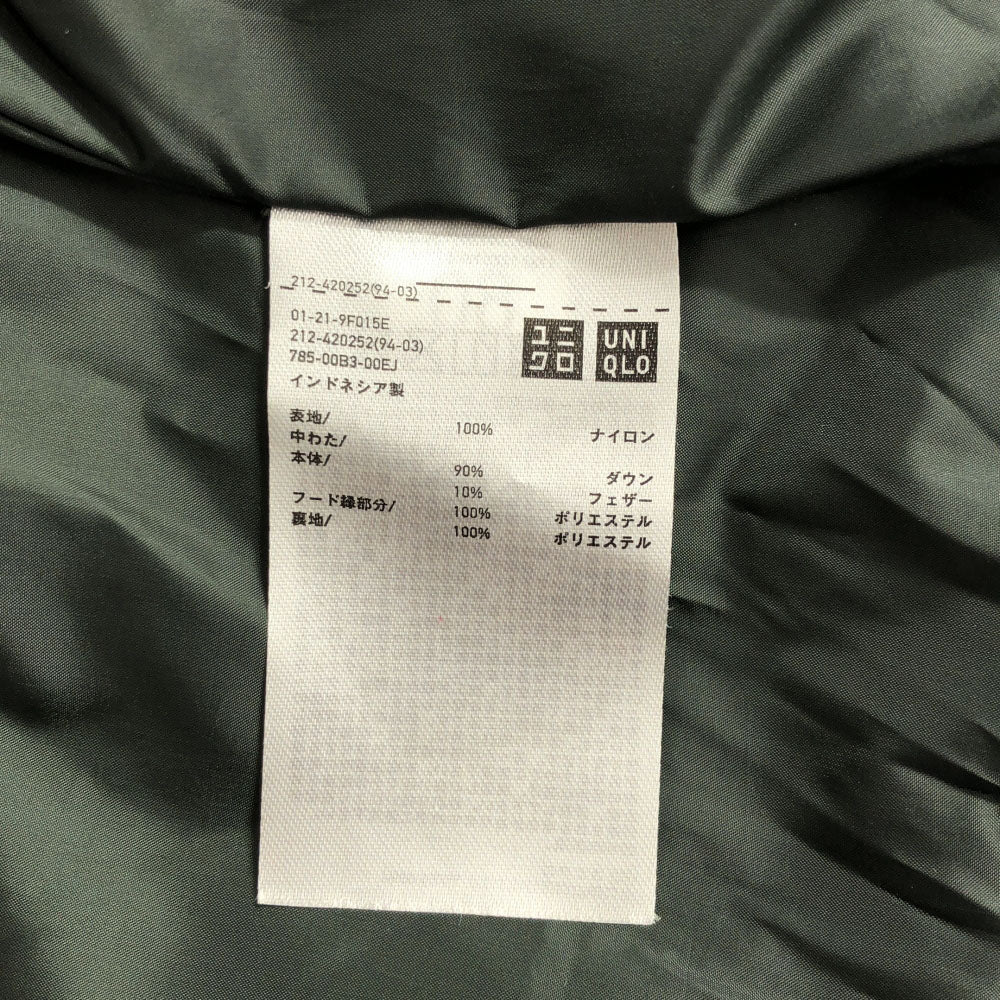 212-420252(94-03)
01-21-9F015E
212-420252(94-03)
785-00B3-00EJ
インドネシア製
ユニ
クロ
UNI
QLO
表地/ 100% ナイロン
中わた/
本体/ 90% ダウン
10% フェザー
フード縁部分/ 100% ポリエステル
裏地/ 100% ポリエステル